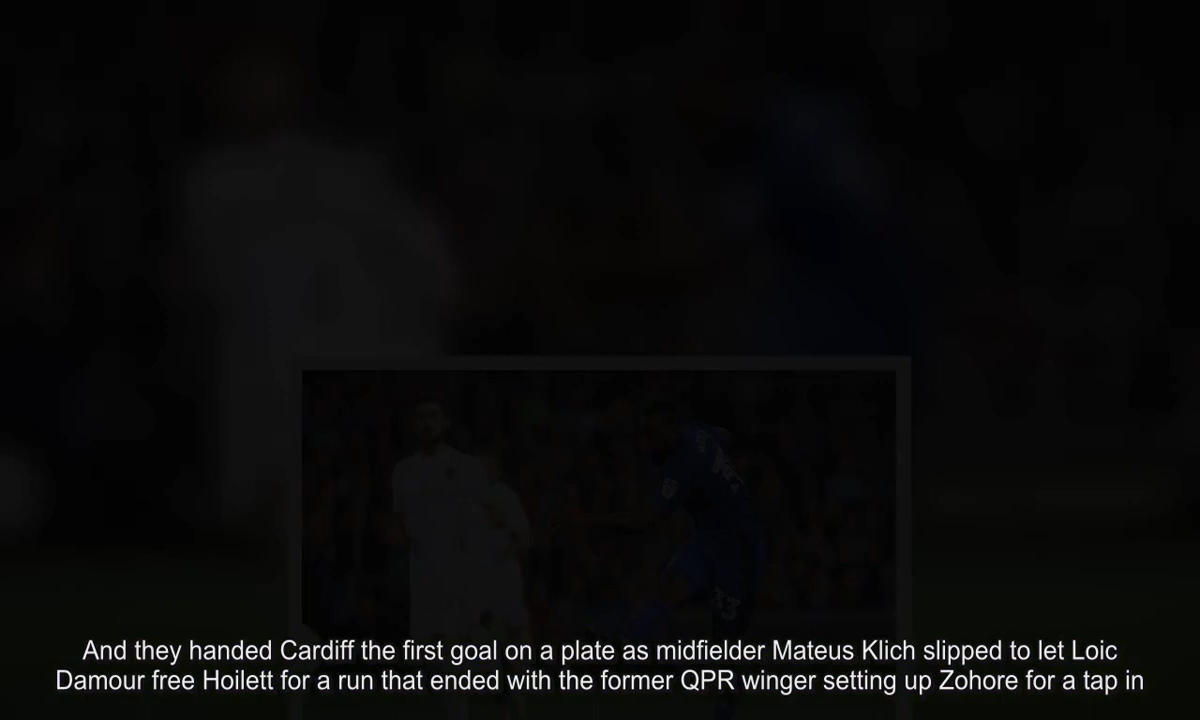 And they handed Cardiff the first goal on a plate as midfielder Mateus Klich slipped to let Loic
Damour free Hoilett for a run that ended with the former QPR winger setting up Zohore for a tap in